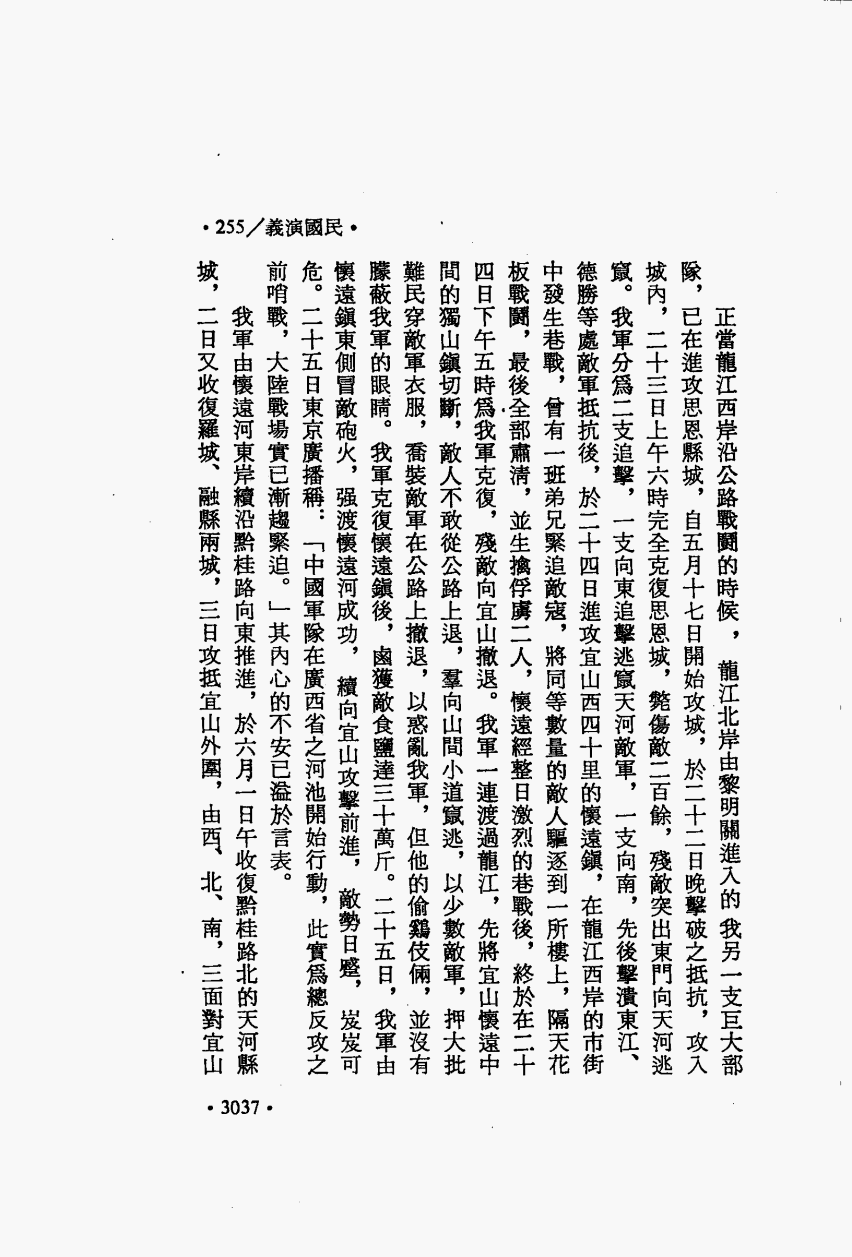 ·民國演義/255·
正當龍江西岸沿公路戰鬪的時候，龍江北岸由黎明關進入的我另一支巨大部
隊，已在進攻思恩縣城，自五月十七日開始攻城，於二十二日晚擊破之抵抗，攻入
城內，二十三日上午六時完全克復思恩城，斃傷敵二百餘，殘敵突出東門向天河逃
竄。我軍分爲二支追擊，一支向東追擊逃竄天河敵軍，一支向南，先後擊潰東江、
德勝等處敵軍抵抗後，於二十四日進攻宜山西四十里的懷遠鎭，在龍江西岸的市街
中發生巷戰，曾有一班弟兄緊追敵寇，將同等數量的敵人驅逐到一所樓上，隔天花
板戰鬪，最後全部肅清，並生擒俘虜二人，懷遠經整日激烈的巷戰後，終於在二十
四日下午五時爲我軍克復，殘敵向宜山撤退。我軍一連渡過龍江，先將宜山懷遠中
間的獨山鎭切斷，敵人不敢從公路上退，羣向山間小道竄逃，以少數敵軍，押大批
難民穿敵軍衣服，喬裝敵軍在公路上撤退，以惑亂我軍，但他的偷鷄伎倆，並沒有
朦蔽我軍的眼睛。我軍克復懷遠鎭後，鹵獲敵食鹽達三十萬斤。二十五日，我軍由
懷遠鎭東側冒敵砲火，强渡懷遠河成功，續向宜山攻擊前進，敵勢日蹙，岌岌可
危。二十五日東京廣播稱：「中國軍隊在廣西省之河池開始行動，此實爲總反攻之
前哨戰，大陸戰場實已漸趨緊迫。」其內心的不安已溢於言表。
我軍由懷遠河東岸續沿黔桂路向東推進，於六月一日午收復黔桂路北的天河縣
城，二日又收復羅城、融縣兩城，三日攻抵宜山外圍，由西、北、南，三面對宜山
·3037·